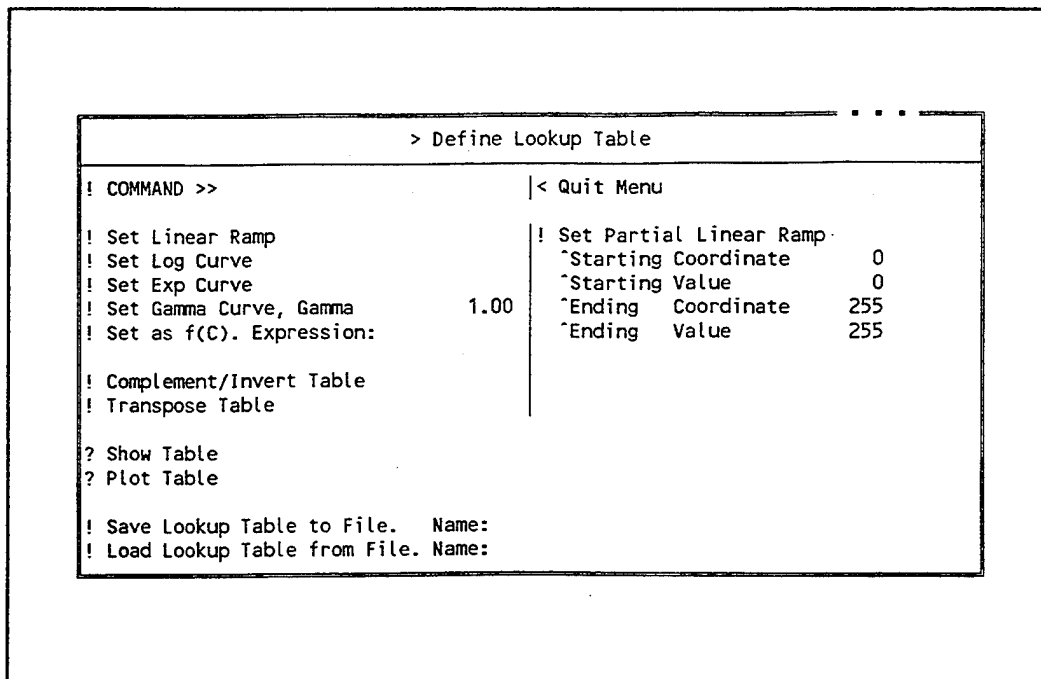 > Define Lookup Table
! COMMAND >> |< Quit Menu
! Set Linear Ramp |! Set Partial Linear Ramp
! Set Log Curve ^Starting Coordinate 0
! Set Exp Curve ^Starting Value 0
! Set Gamma Curve, Gamma 1.00 ^Ending Coordinate 255
! Set as f(C). Expression: ^Ending Value 255
! Complement/Invert Table
! Transpose Table
? Show Table
? Plot Table
! Save Lookup Table to File. Name:
! Load Lookup Table from File. Name: